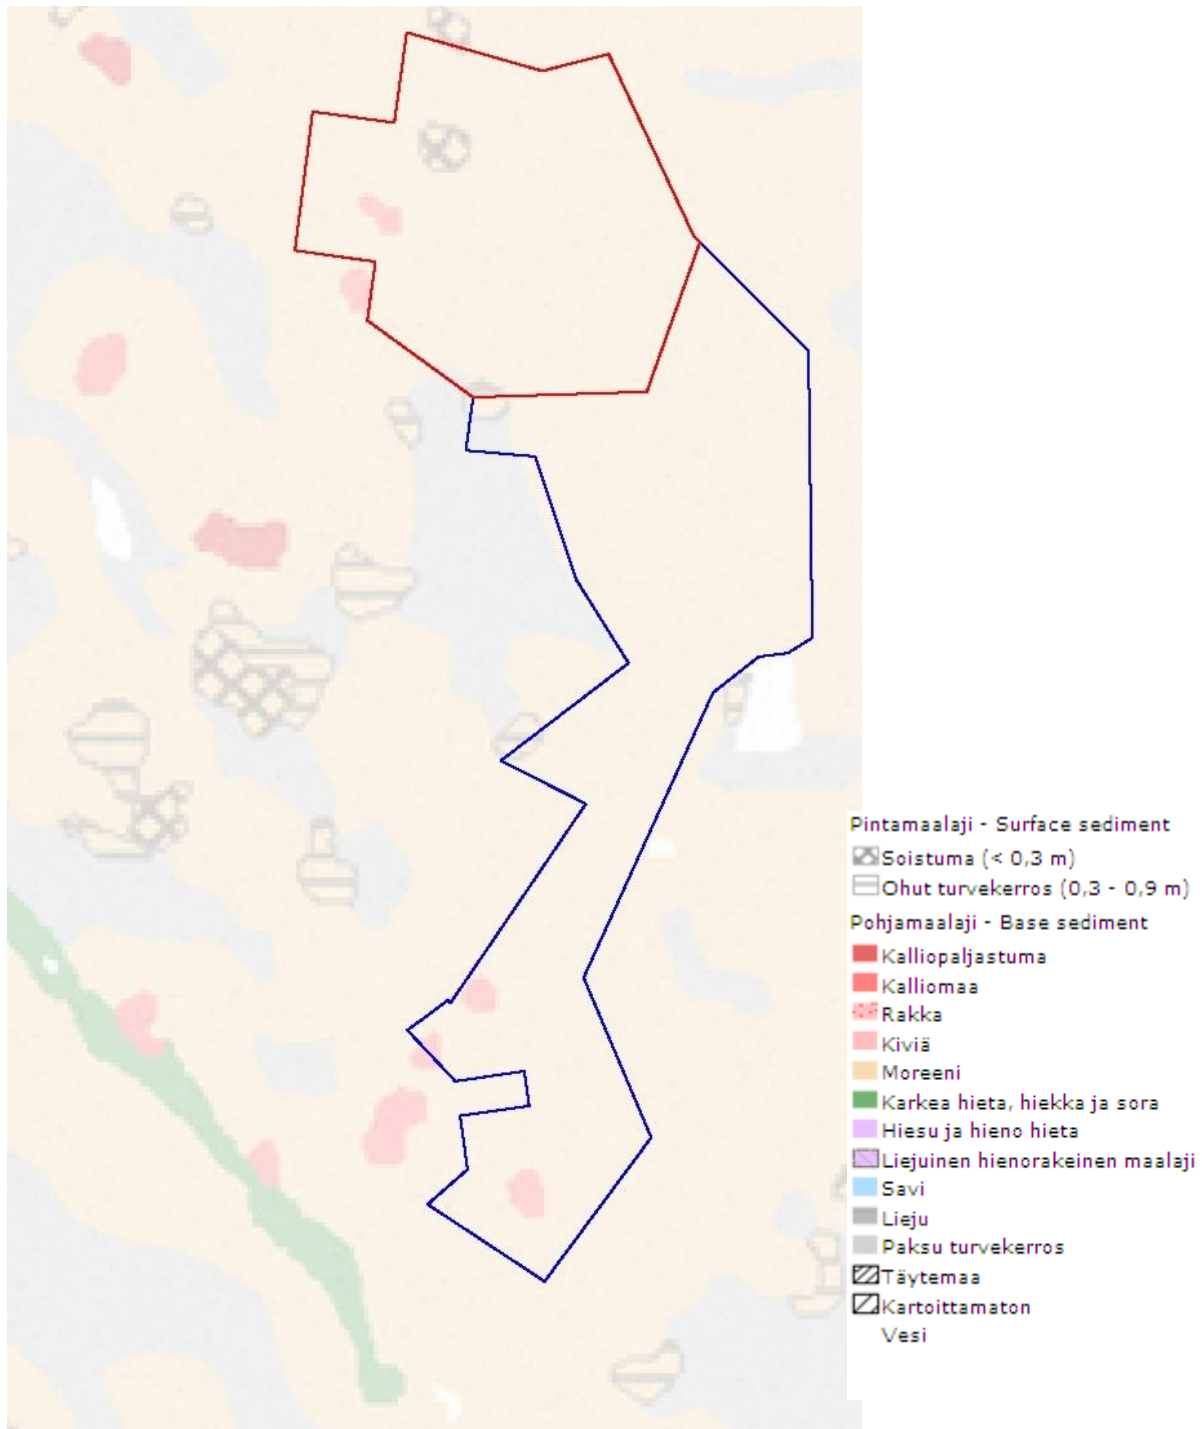 Pintamaalaji - Surface sediment
Soistuma (< 0,3 m)
Ohut turvekerros (0,3 - 0,9 m)
Pohjamaalaji - Base sediment
Kalliopaljastuma
Kalliomaa
Rakka
Kiviä
Moreeni
Karkea hieta, hiekka ja sora
Hiesu ja hieno hieta
Liejuinen hienorakeinen maalaji
Savi
Lieju
Paksu turvekerros
Täytemaa
Kartoittamaton
Vesi